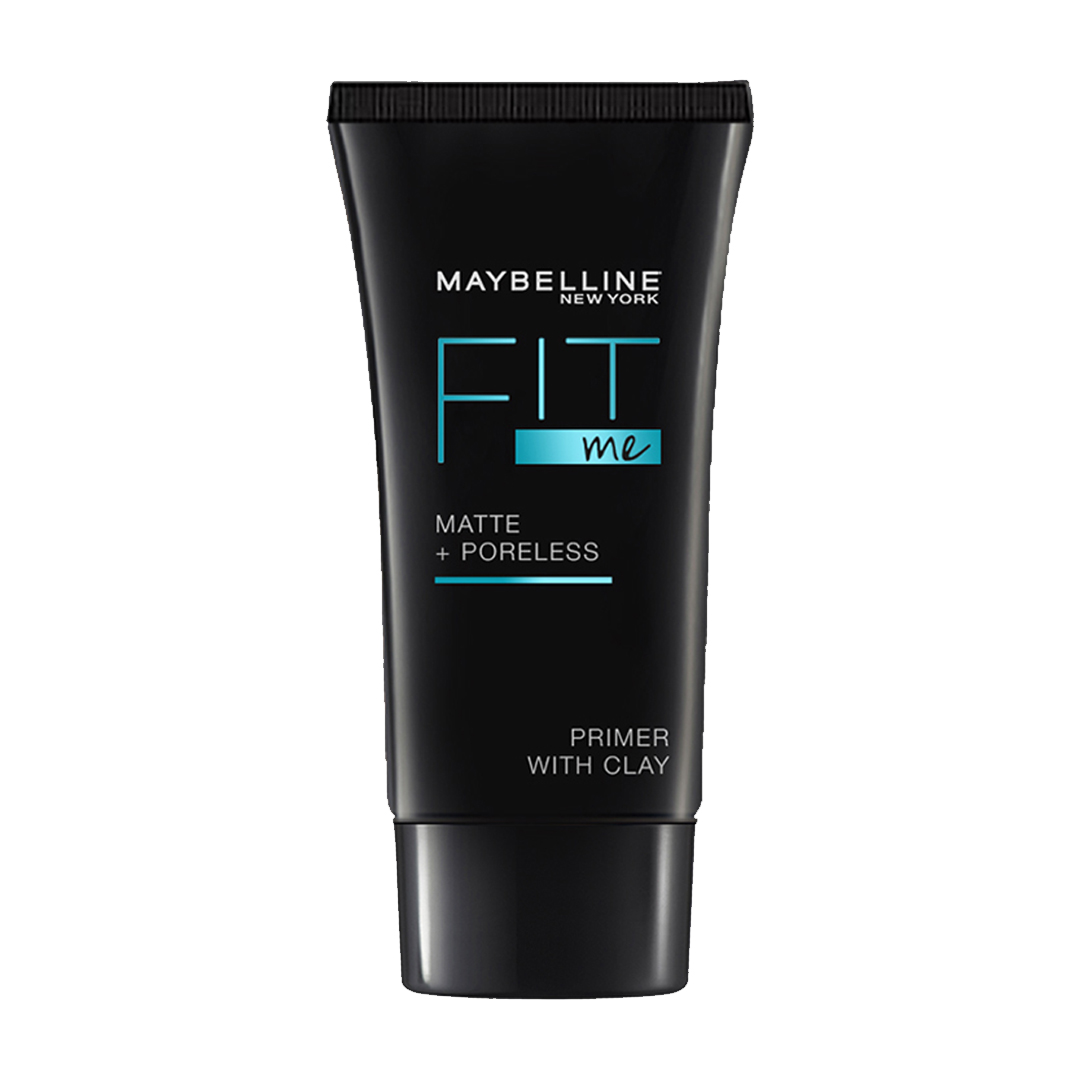 MAYBELLINE
NEW YORK
FIT
me
MATTE
+ PORELESS
PRIMER
WITH CLAY